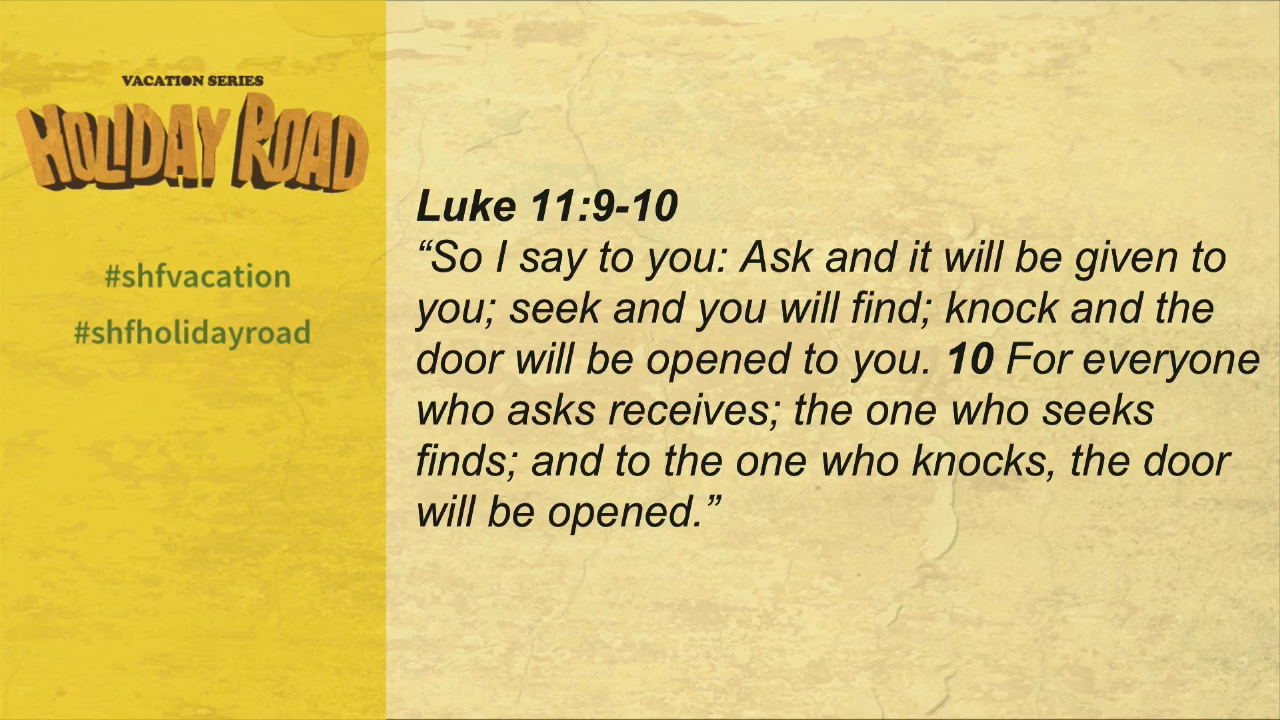 VACATION SERIES
HOLIDAY ROAD
#shfvacation
#shfholidayroad
Luke 11:9-10
“So I say to you: Ask and it will be given to
you; seek and you will find; knock and the
door will be opened to you. 10 For everyone
who asks receives; the one who seeks
finds; and to the one who knocks, the door
will be opened.”